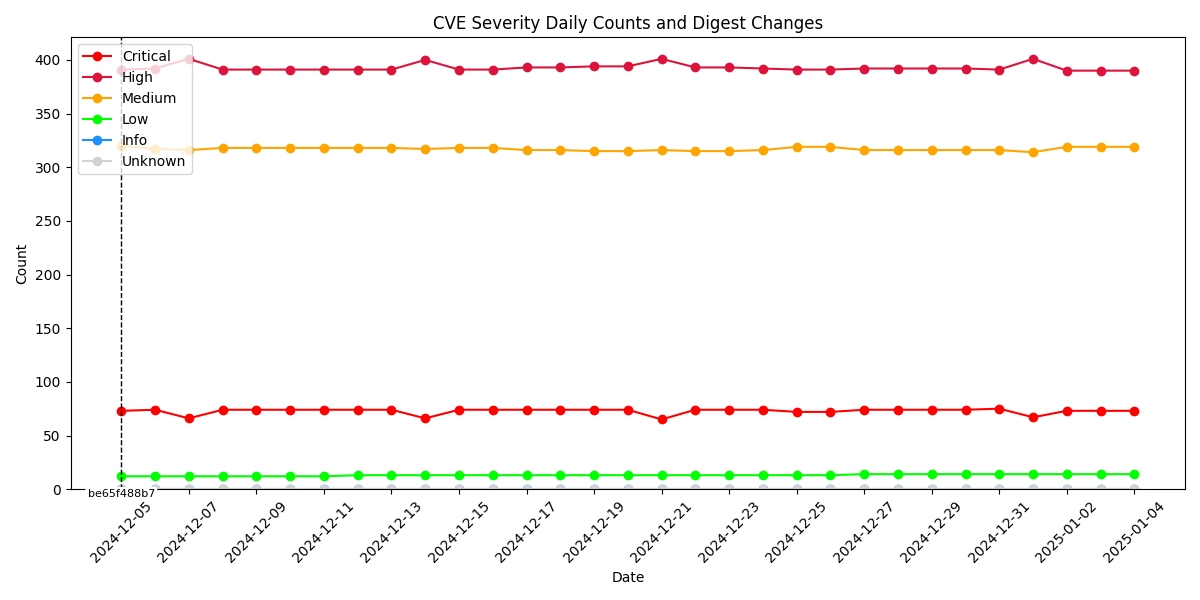 CVE Severity Daily Counts and Digest Changes
Critical
High
Medium
Low
Info
Unknown
400
350
300
250
200
150
100
50
0
Count
be65f488b7
2024-12-05
2024-12-07
2024-12-09
2024-12-11
2024-12-13
2024-12-15
2024-12-17
2024-12-19
2024-12-21
2024-12-23
2024-12-25
2024-12-27
2024-12-29
2024-12-31
2025-01-02
2025-01-04
Date